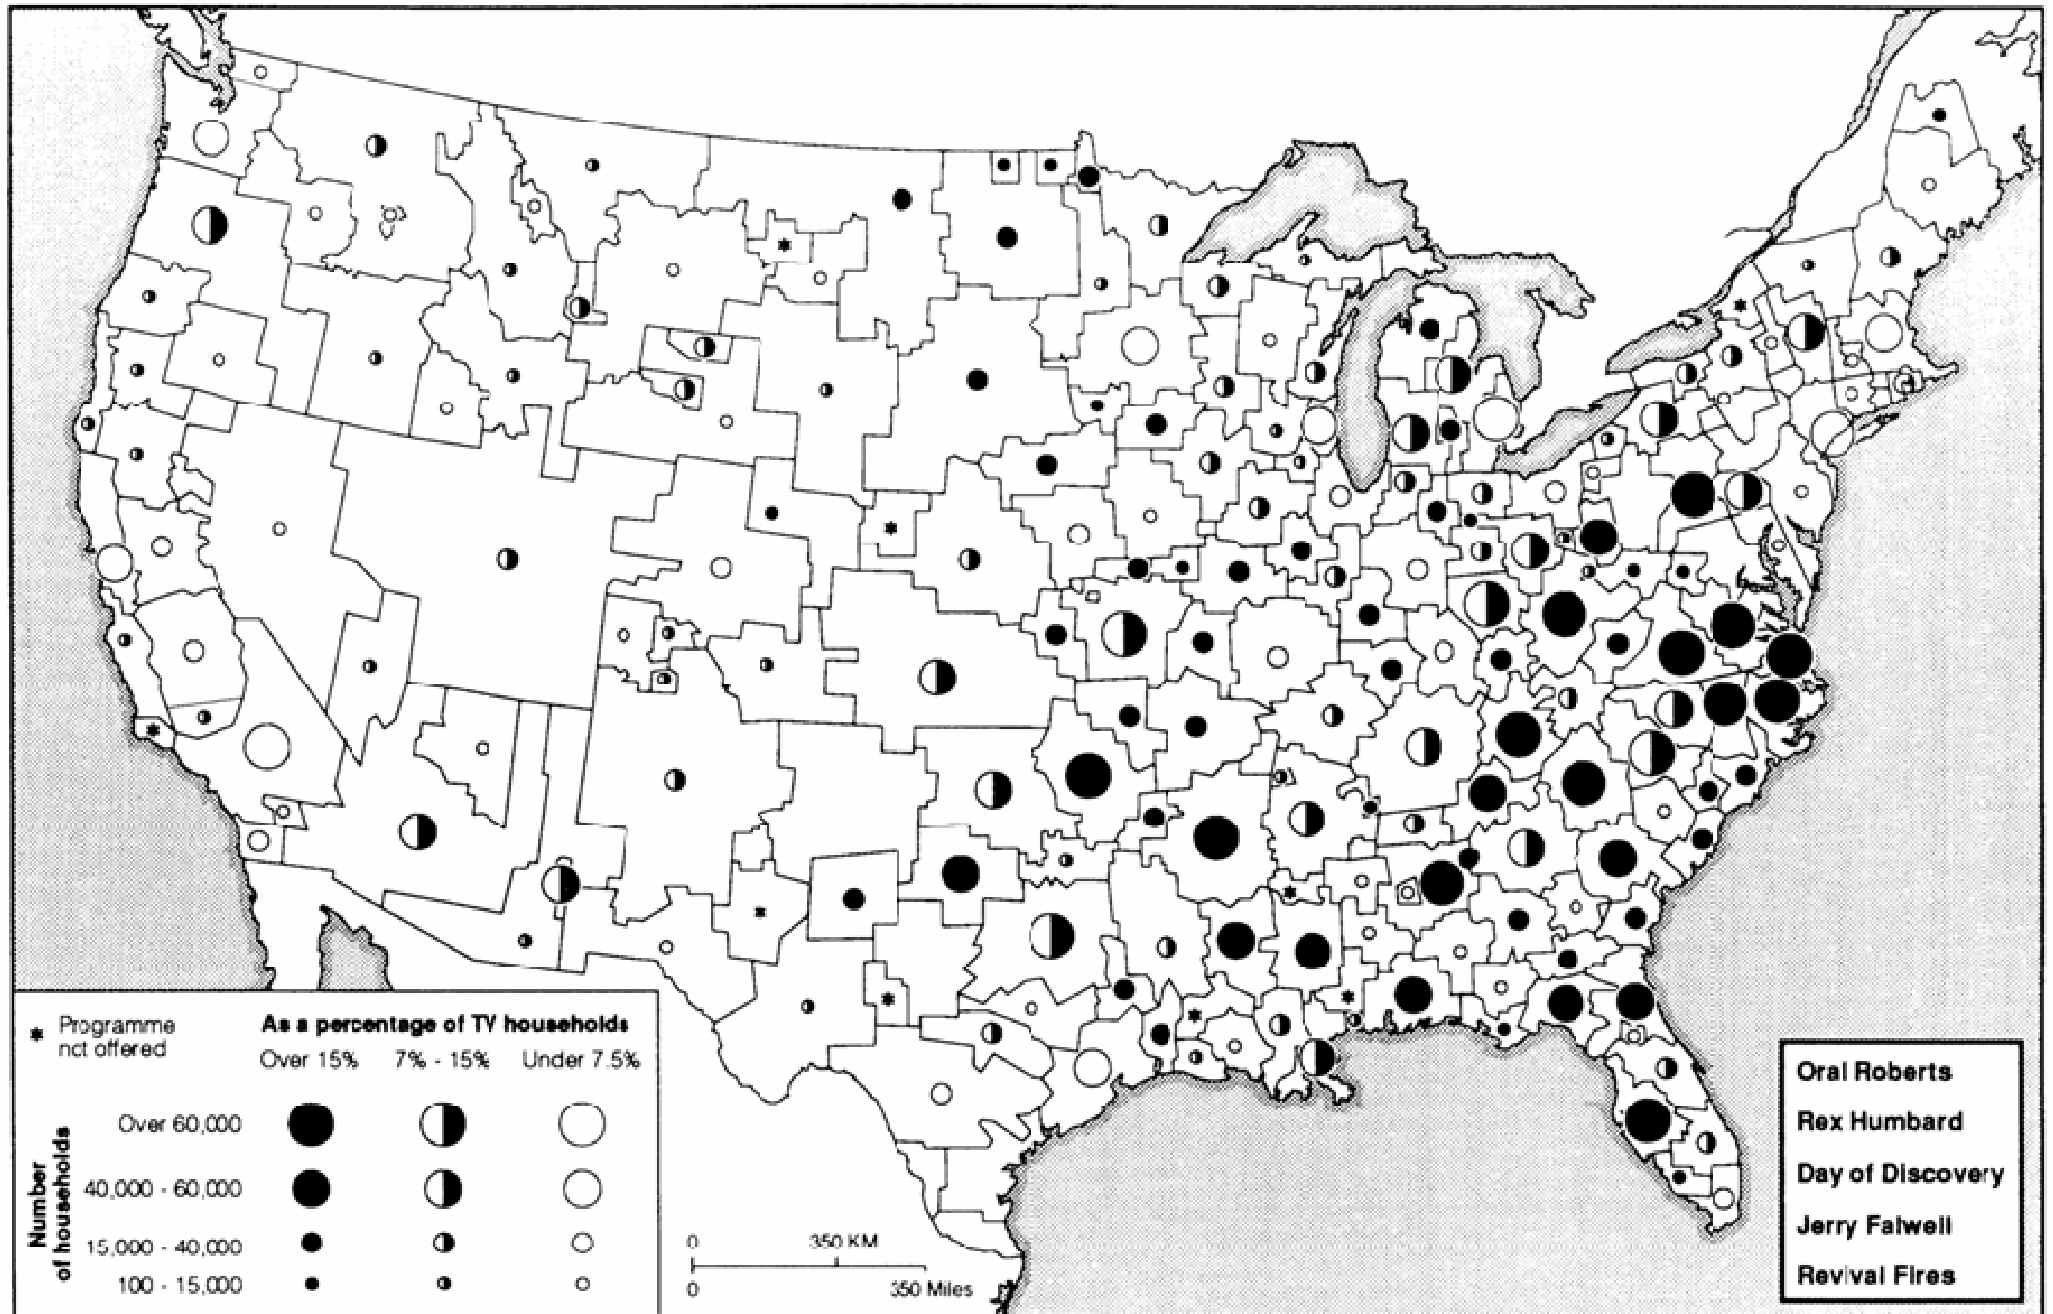 * Programme
nct offered
As a percentage of TV households
Over 15% 7% - 15% Under 7.5%
Number
of households
Over 60,000
40,000 - 60,000
15,000 - 40,000
100 - 15,000
0 350 KM
0 350 Miles
Oral Roberts
Rex Humbard
Day of Discovery
Jerry Falwell
Revival Fires